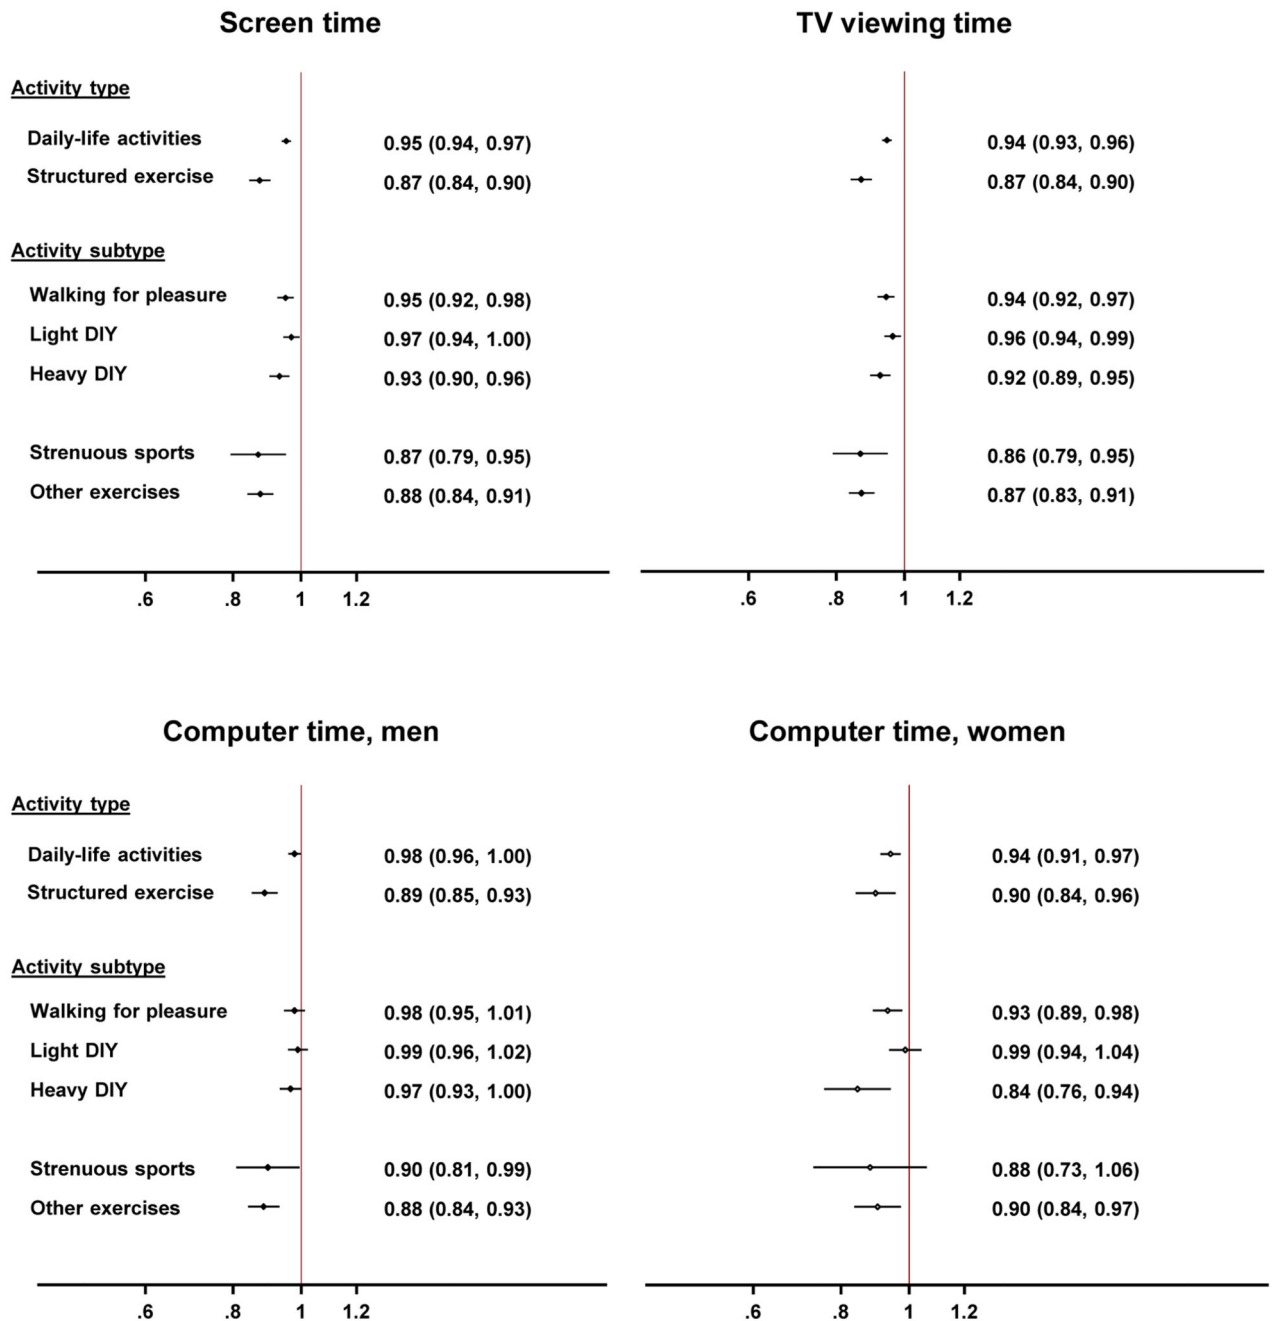 Screen time
TV viewing time
Activity type
Daily-life activities 0.95 (0.94, 0.97) 0.94 (0.93, 0.96)
Structured exercise 0.87 (0.84, 0.90) 0.87 (0.84, 0.90)
Activity subtype
Walking for pleasure 0.95 (0.92, 0.98) 0.94 (0.92, 0.97)
Light DIY 0.97 (0.94, 1.00) 0.96 (0.94, 0.99)
Heavy DIY 0.93 (0.90, 0.96) 0.92 (0.89, 0.95)
Strenuous sports 0.87 (0.79, 0.95) 0.86 (0.79, 0.95)
Other exercises 0.88 (0.84, 0.91) 0.87 (0.83, 0.91)
.6 .8 1 1.2 .6 .8 1 1.2
Computer time, men
Computer time, women
Activity type
Daily-life activities 0.98 (0.96, 1.00) 0.94 (0.91, 0.97)
Structured exercise 0.89 (0.85, 0.93) 0.90 (0.84, 0.96)
Activity subtype
Walking for pleasure 0.98 (0.95, 1.01) 0.93 (0.89, 0.98)
Light DIY 0.99 (0.96, 1.02) 0.99 (0.94, 1.04)
Heavy DIY 0.97 (0.93, 1.00) 0.84 (0.76, 0.94)
Strenuous sports 0.90 (0.81, 0.99) 0.88 (0.73, 1.06)
Other exercises 0.88 (0.84, 0.93) 0.90 (0.84, 0.97)
.6 .8 1 1.2 .6 .8 1 1.2